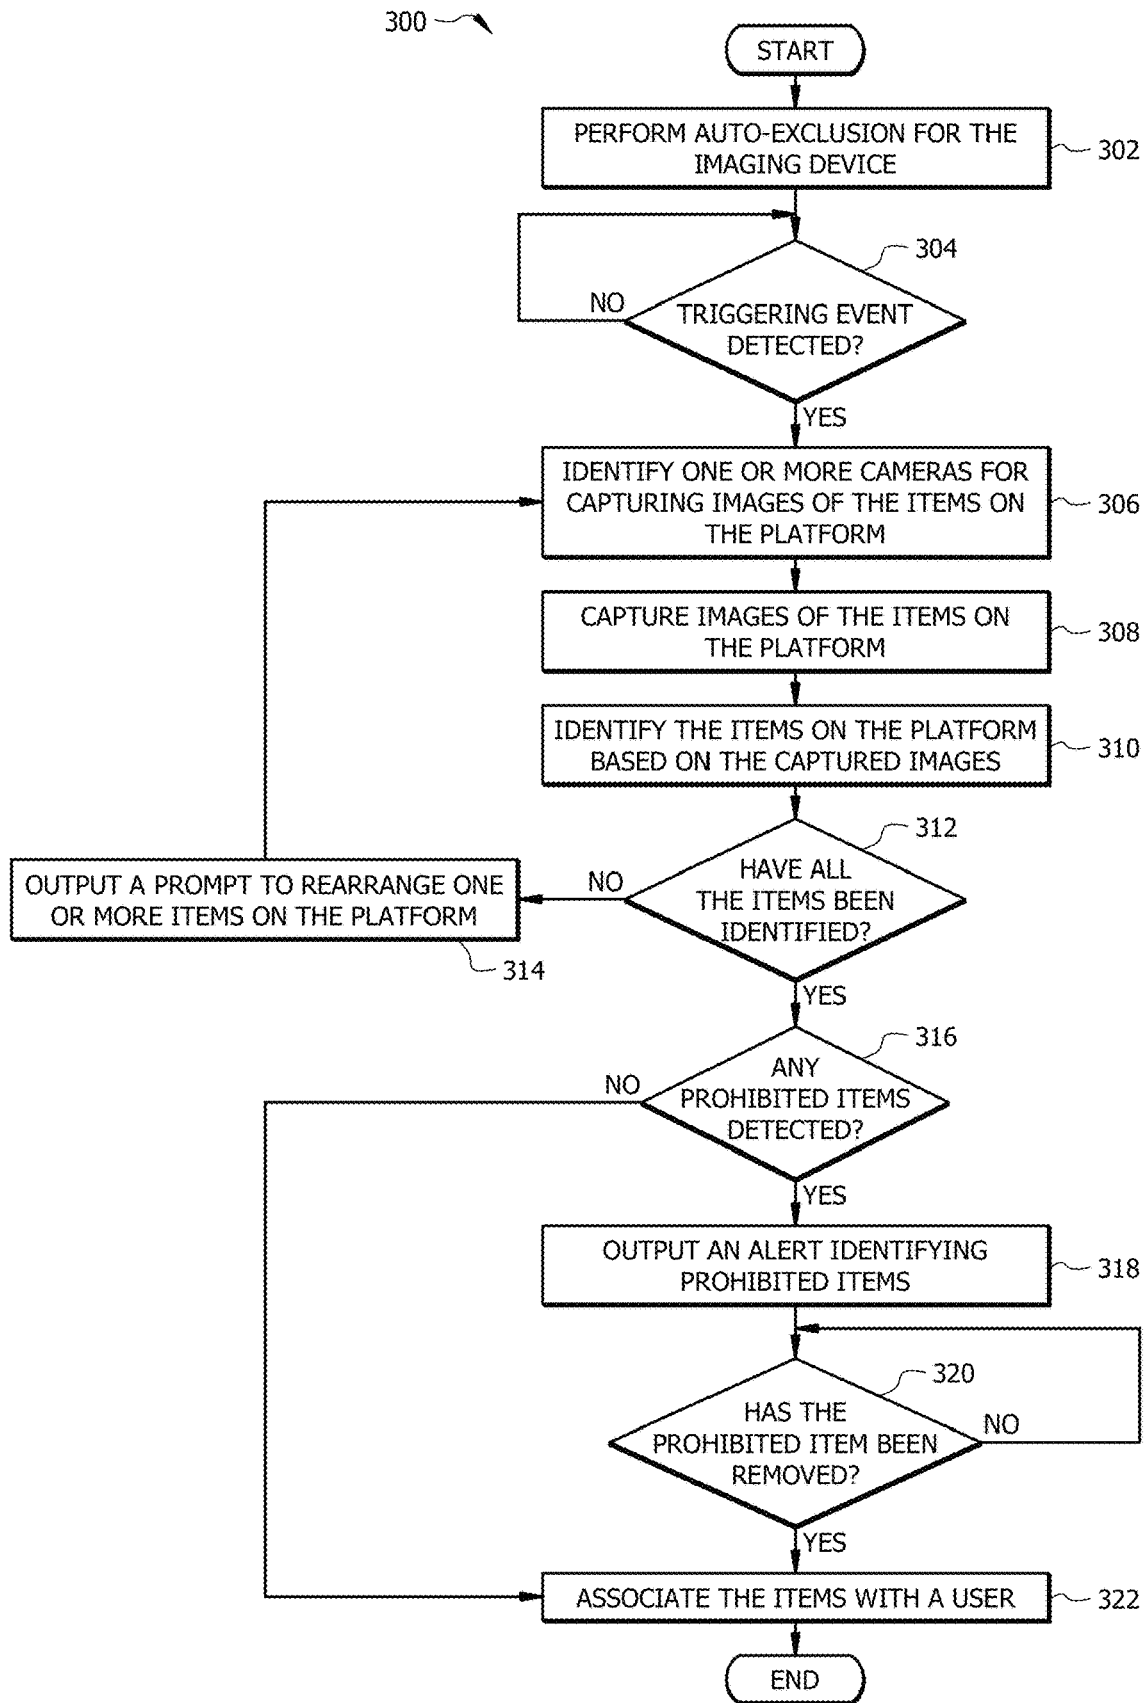 300
START
PERFORM AUTO-EXCLUSION FOR THE
IMAGING DEVICE
302
304
NO
TRIGGERING EVENT
DETECTED?
YES
IDENTIFY ONE OR MORE CAMERAS FOR
CAPTURING IMAGES OF THE ITEMS ON
THE PLATFORM
306
CAPTURE IMAGES OF THE ITEMS ON
THE PLATFORM
308
IDENTIFY THE ITEMS ON THE PLATFORM
BASED ON THE CAPTURED IMAGES
310
312
HAVE ALL
THE ITEMS BEEN
IDENTIFIED?
NO
OUTPUT A PROMPT TO REARRANGE ONE
OR MORE ITEMS ON THE PLATFORM
314
YES
316
ANY
PROHIBITED ITEMS
DETECTED?
NO
YES
OUTPUT AN ALERT IDENTIFYING
PROHIBITED ITEMS
318
320
HAS THE
PROHIBITED ITEM BEEN
REMOVED?
NO
YES
ASSOCIATE THE ITEMS WITH A USER
322
END